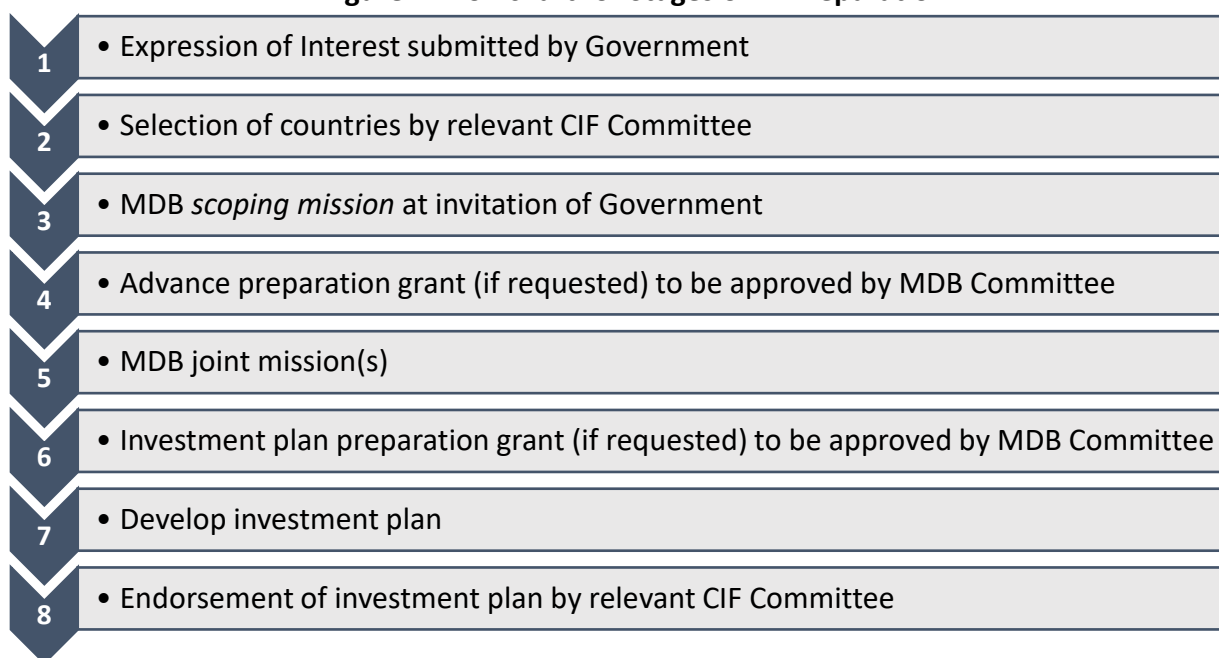 1
• Expression of Interest submitted by Government
2
• Selection of countries by relevant CIF Committee
3
• MDB scoping mission at invitation of Government
4
• Advance preparation grant (if requested) to be approved by MDB Committee
5
• MDB joint mission(s)
6
• Investment plan preparation grant (if requested) to be approved by MDB Committee
7
• Develop investment plan
8
• Endorsement of investment plan by relevant CIF Committee